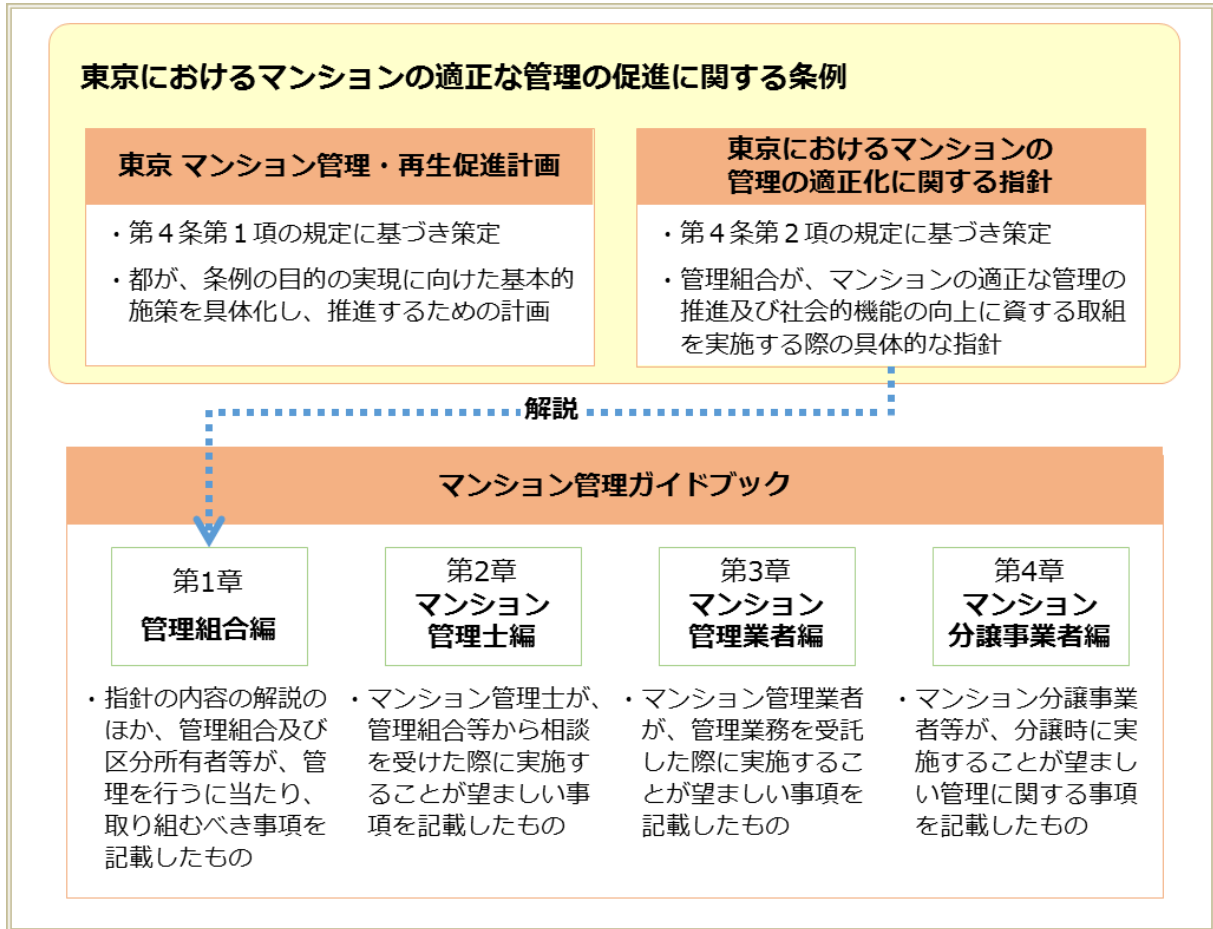 東京におけるマンションの適正な管理の促進に関する条例
東京 マンション管理・再生促進計画
・第４条第１項の規定に基づき策定
・都が、条例の目的の実現に向けた基本的
施策を具体化し、推進するための計画
東京におけるマンションの
管理の適正化に関する指針
・第４条第２項の規定に基づき策定
・管理組合が、マンションの適正な管理の
推進及び社会的機能の向上に資する取組
を実施する際の具体的な指針
解説
マンション管理ガイドブック
第1章
管理組合編
・指針の内容の解説の
ほか、管理組合及び
区分所有者等が、管
理を行うに当たり、
取り組むべき事項を
記載したもの
第2章
マンション
管理士編
・マンション管理士が、
管理組合等から相談
を受けた際に実施す
ることが望ましい事
項を記載したもの
第3章
マンション
管理業者編
・マンション管理業者
が、管理業務を受託
した際に実施するこ
とが望ましい事項を
記載したもの
第4章
マンション
分譲事業者編
・マンション分譲事業
者等が、分譲時に実
施することが望まし
い管理に関する事項
を記載したもの